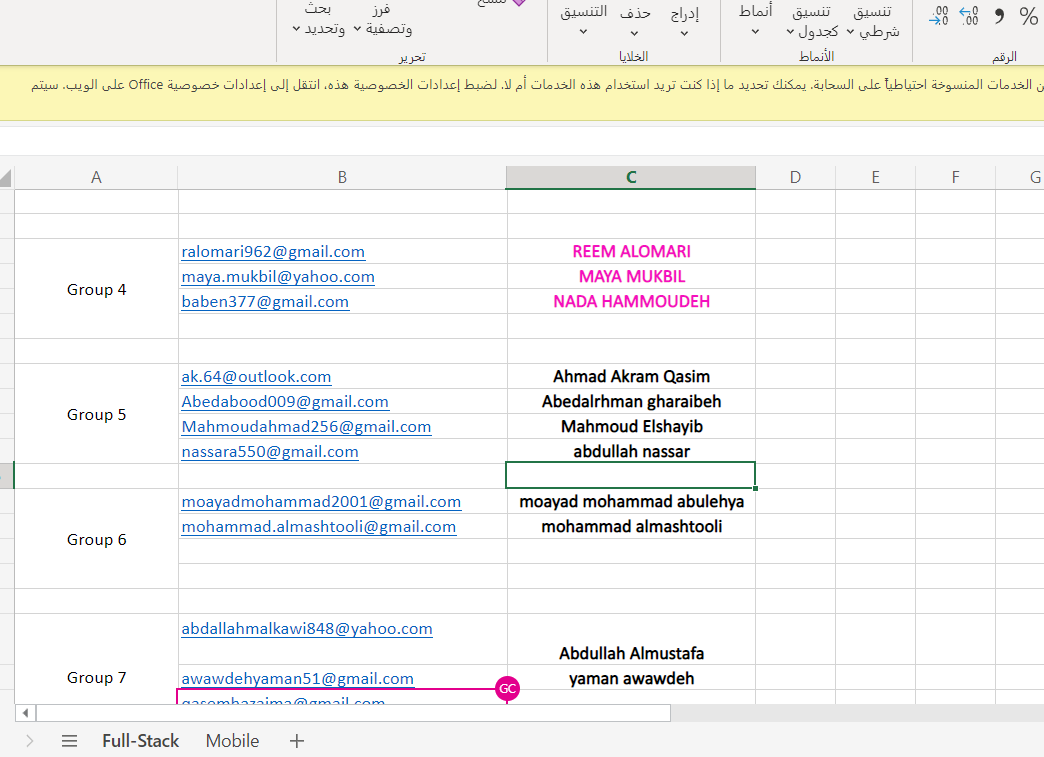 بحث
وتحديد
فرز
وتصفية
تحرير
التنسيق
حذف
إدراج
الخلايا
أنماط
تنسيق
كجدول
تنسيق
شرطي
الأنماط
.00
→0
←0
.00
%
الرقم
الخدمات المنسوخة احتياطياً على السحابة. يمكنك تحديد ما إذا كنت تريد استخدام هذه الخدمات أم لا. لضبط إعدادات الخصوصية هذه، انتقل إلى إعدادات خصوصية Office على الويب. سيتم
A B C D E F G
ralomari962@gmail.com REEM ALOMARI
maya.mukbil@yahoo.com MAYA MUKBIL
Group 4
baben377@gmail.com NADA HAMMOUDEH
ak.64@outlook.com Ahmad Akram Qasim
Abedabood009@gmail.com Abedalrhman gharaibeh
Group 5
Mahmoudahmad256@gmail.com Mahmoud Elshayib
nassara550@gmail.com abdullah nassar
moayadmohammad2001@gmail.com moayad mohammad abulehya
mohammad.almashtooli@gmail.com mohammad almashtooli
Group 6
abdallahmalkawi848@yahoo.com
Abdullah Almustafa
Group 7 awawdehyaman51@gmail.com yaman awawdeh
GC
Full-Stack Mobile +